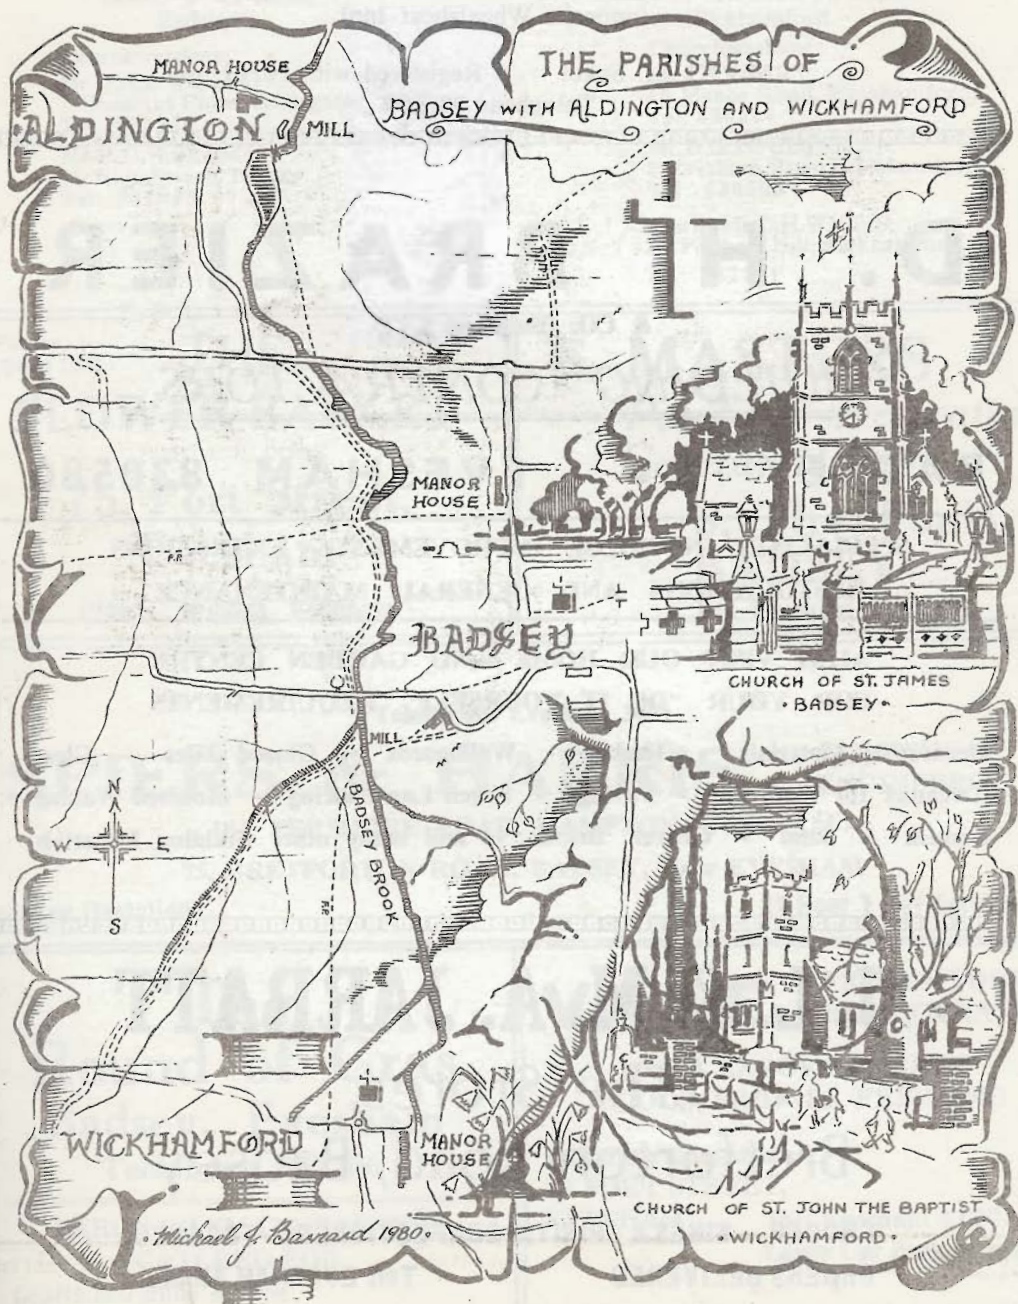 THE PARISHES OF
BADSEY WITH ALDINGTON AND WICKHAMFORD
MANOR HOUSE
ALDINGTON
MILL
MANOR
HOUSE
F.P.
BADSEY
CHURCH OF ST. JAMES
• BADSEY •
MILL
BADSEY BROOK
N
W E
S
F.P.
WICKHAMFORD
MANOR
HOUSE
CHURCH OF ST. JOHN THE BAPTIST
• WICKHAMFORD •
• Michael J. Barnard 1980 •